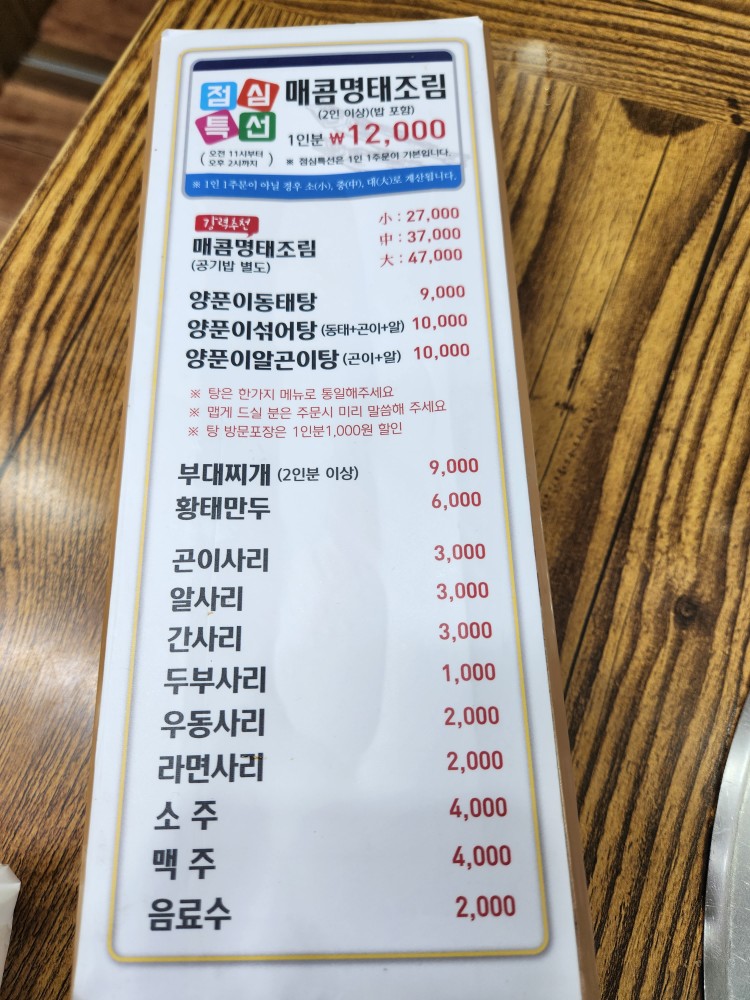 점심 특선
매콤명태조림
(2인 이상)(밥 포함)
1인분 ₩12,000
(오전 11시부터 오후 2시까지)
※ 점심특선은 1인 1주문이 기본입니다.
※ 1인 1주문이 아닐 경우 소(小), 중(中), 대(大)로 계산됩니다.
강력추천
매콤명태조림
(공기밥 별도)
小 : 27,000
中 : 37,000
大 : 47,000
양푼이동태탕 9,000
양푼이섞어탕 (동태+곤이+알) 10,000
양푼이알곤이탕 (곤이+알) 10,000
※ 탕은 한가지 메뉴로 통일해주세요
※ 맵게 드실 분은 주문시 미리 말씀해 주세요
※ 탕 방문포장은 1인분1,000원 할인
부대찌개 (2인분 이상) 9,000
황태만두 6,000
곤이사리 3,000
알사리 3,000
간사리 3,000
두부사리 1,000
우동사리 2,000
라면사리 2,000
소 주 4,000
맥 주 4,000
음료수 2,000